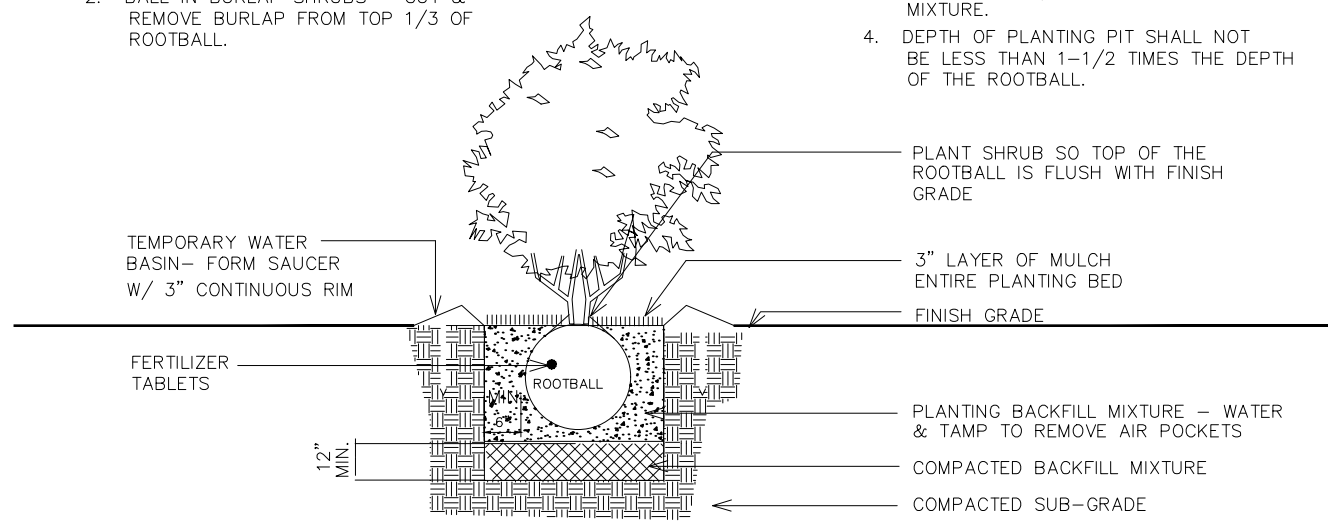 2. BALL-IN BURLAP SHRUBS - CUT &
REMOVE BURLAP FROM TOP 1/3 OF
ROOTBALL.
MIXTURE.
4. DEPTH OF PLANTING PIT SHALL NOT
BE LESS THAN 1-1/2 TIMES THE DEPTH
OF THE ROOTBALL.
PLANT SHRUB SO TOP OF THE
ROOTBALL IS FLUSH WITH FINISH
GRADE
TEMPORARY WATER
BASIN- FORM SAUCER
W/ 3" CONTINUOUS RIM
3" LAYER OF MULCH
ENTIRE PLANTING BED
FINISH GRADE
FERTILIZER
TABLETS
ROOTBALL
MIN.
6"
PLANTING BACKFILL MIXTURE - WATER
& TAMP TO REMOVE AIR POCKETS
12"
MIN.
COMPACTED BACKFILL MIXTURE
COMPACTED SUB-GRADE